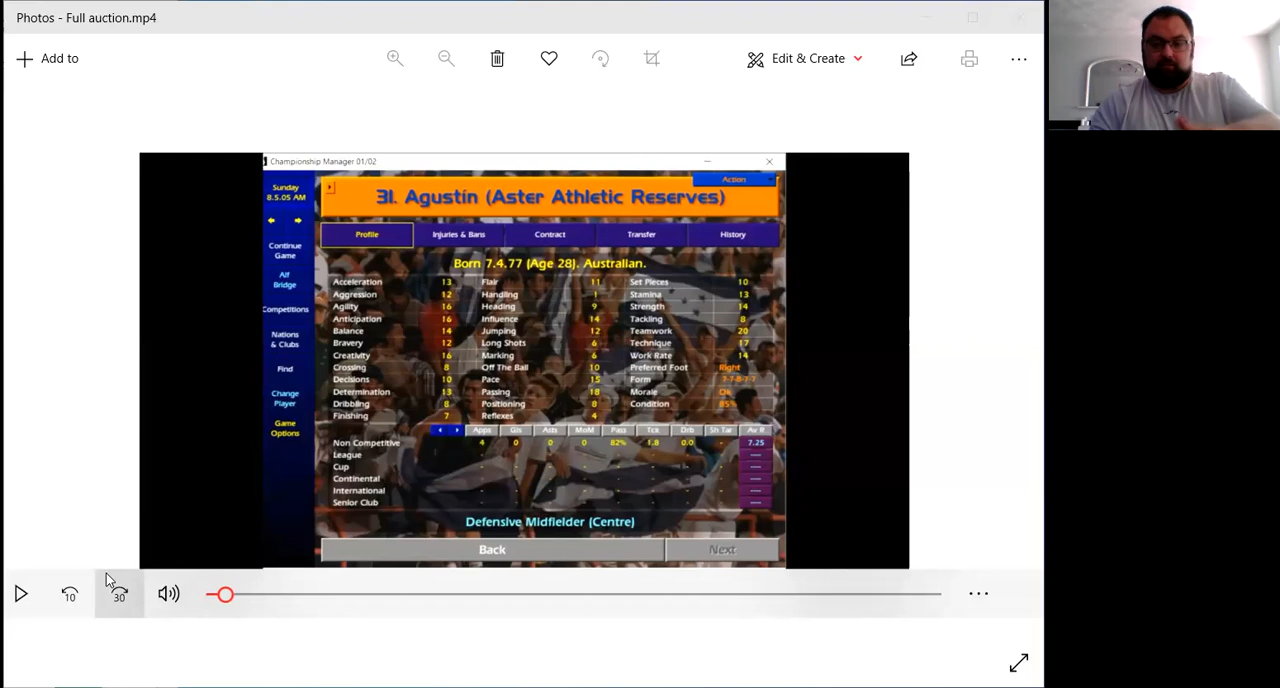 Photos - Full auction.mp4
Add to
Edit & Create
Championship Manager 01/02
Sunday
8.5.05 AM
Action
31. Agustín (Aster Athletic Reserves)
Profile Injuries & Bans Contract Transfer History
Continue
Game
Alf
Bridge
Competitions
Nations
& Clubs
Find
Change
Player
Game
Options
Born 7.4.77 (Age 28). Australian.
Acceleration 13 Flair 11 Set Pieces 10
Aggression 12 Handling 1 Stamina 13
Agility 16 Heading 9 Strength 14
Anticipation 16 Influence 14 Tackling 8
Balance 14 Jumping 12 Teamwork 20
Bravery 12 Long Shots 6 Technique 17
Creativity 16 Marking 6 Work Rate 14
Crossing 8 Off The Ball 10 Preferred Foot Right
Decisions 10 Pace 15 Form 7-7-8-7-7
Determination 13 Passing 18 Morale Ok
Dribbling 8 Positioning 8 Condition 85%
Finishing 7 Reflexes 4
Apps Gls Asts MoM Pass Tck Drb Sh Tar Av R
Non Competitive 4 0 0 0 82% 1.8 0.0 - 7.25
League - - - - - - - - ----
Cup - - - - - - - - ----
Continental - - - - - - - - ----
International - - - - - - - - ----
Senior Club - - - - - - - - ----
Defensive Midfielder (Centre)
Back Next
10 30